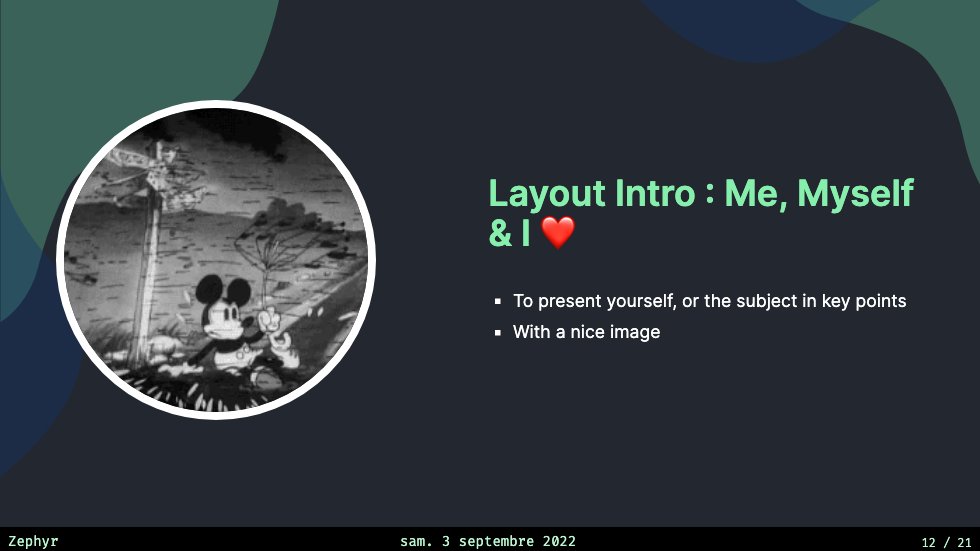 Layout Intro : Me, Myself
& I ❤️
▪ To present yourself, or the subject in key points
▪ With a nice image
Zephyr
sam. 3 septembre 2022
12 / 21